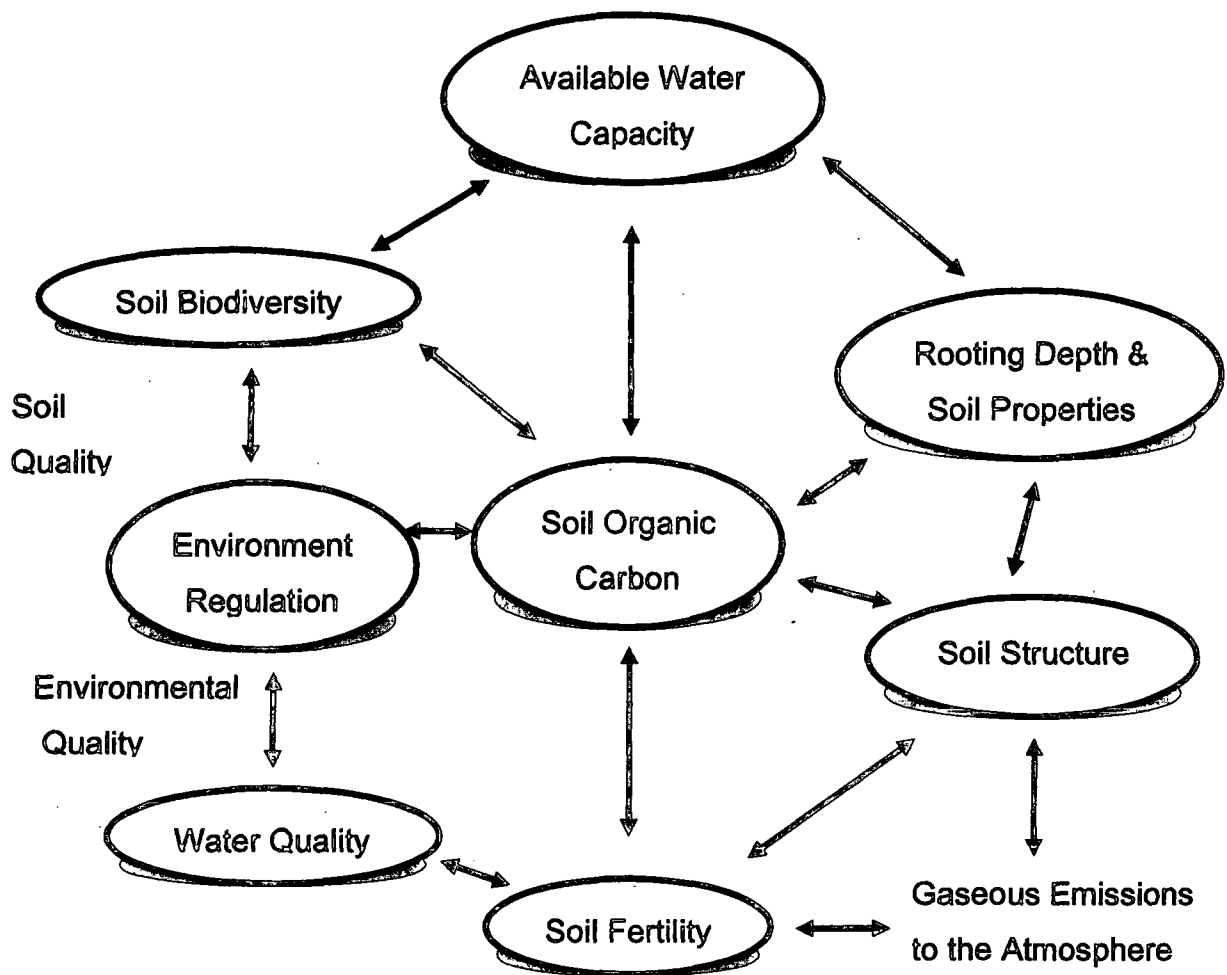 Available Water
Capacity
Soil Biodiversity
Rooting Depth &
Soil Properties
Soil
Quality
Environment
Regulation
Soil Organic
Carbon
Soil Structure
Environmental
Quality
Water Quality
Soil Fertility
Gaseous Emissions
to the Atmosphere